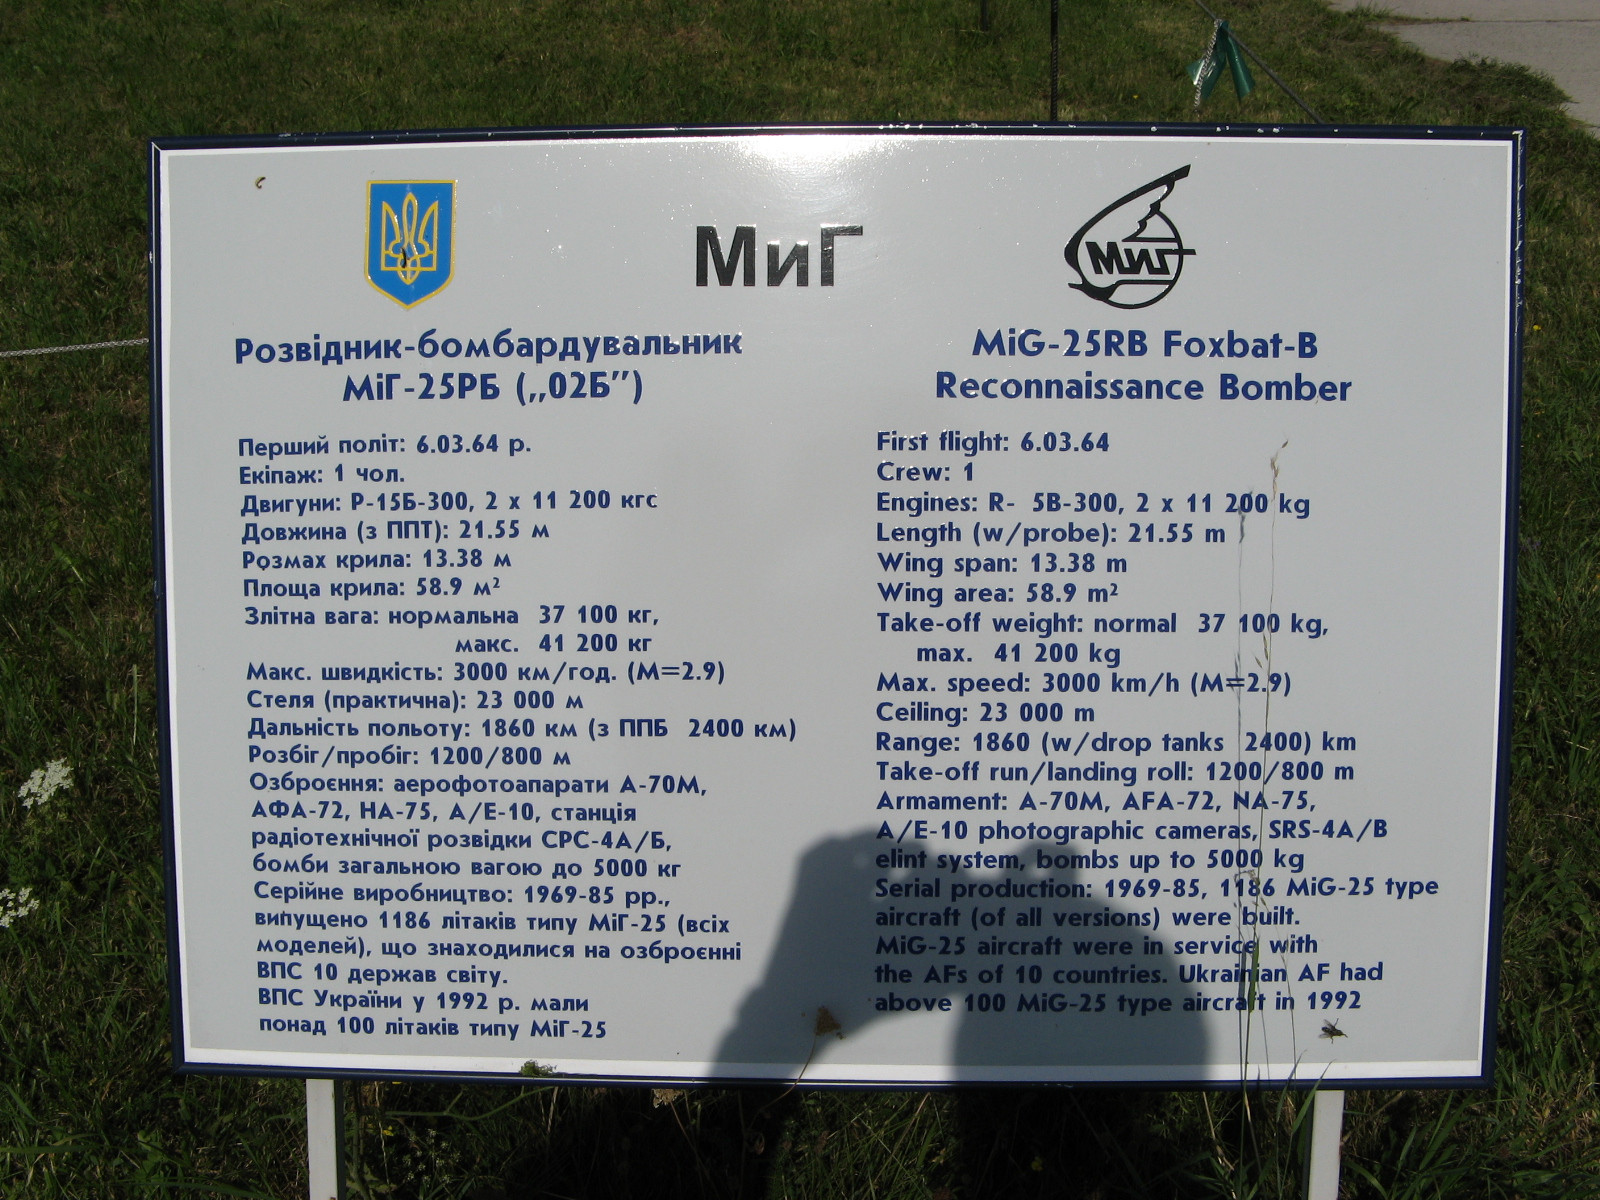 МиГ
МиГ
Розвідник-бомбардувальник
МіГ-25РБ („02Б”)
Перший політ: 6.03.64 р.
Екіпаж: 1 чол.
Двигуни: Р-15Б-300, 2 х 11 200 кгс
Довжина (з ППТ): 21.55 м
Розмах крила: 13.38 м
Площа крила: 58.9 м²
Злітна вага: нормальна 37 100 кг,
макс. 41 200 кг
Макс. швидкість: 3000 км/год. (М=2.9)
Стеля (практична): 23 000 м
Дальність польоту: 1860 км (з ППБ 2400 км)
Розбіг/пробіг: 1200/800 м
Озброєння: аерофотоапарати А-70М,
АФА-72, НА-75, А/Е-10, станція
радіотехнічної розвідки СРС-4А/Б,
бомби загальною вагою до 5000 кг
Серійне виробництво: 1969-85 рр.,
випущено 1186 літаків типу МіГ-25 (всіх
моделей), що знаходилися на озброєнні
ВПС 10 держав світу.
ВПС України у 1992 р. мали
понад 100 літаків типу МіГ-25
MiG-25RB Foxbat-B
Reconnaissance Bomber
First flight: 6.03.64
Crew: 1
Engines: R- 5B-300, 2 x 11 200 kg
Length (w/probe): 21.55 m
Wing span: 13.38 m
Wing area: 58.9 m²
Take-off weight: normal 37 100 kg,
max. 41 200 kg
Max. speed: 3000 km/h (M=2.9)
Ceiling: 23 000 m
Range: 1860 (w/drop tanks 2400) km
Take-off run/landing roll: 1200/800 m
Armament: A-70M, AFA-72, NA-75,
A/E-10 photographic cameras, SRS-4A/B
elint system, bombs up to 5000 kg
Serial production: 1969-85, 1186 MiG-25 type
aircraft (of all versions) were built.
MiG-25 aircraft were in service with
the AFs of 10 countries. Ukrainian AF had
above 100 MiG-25 type aircraft in 1992